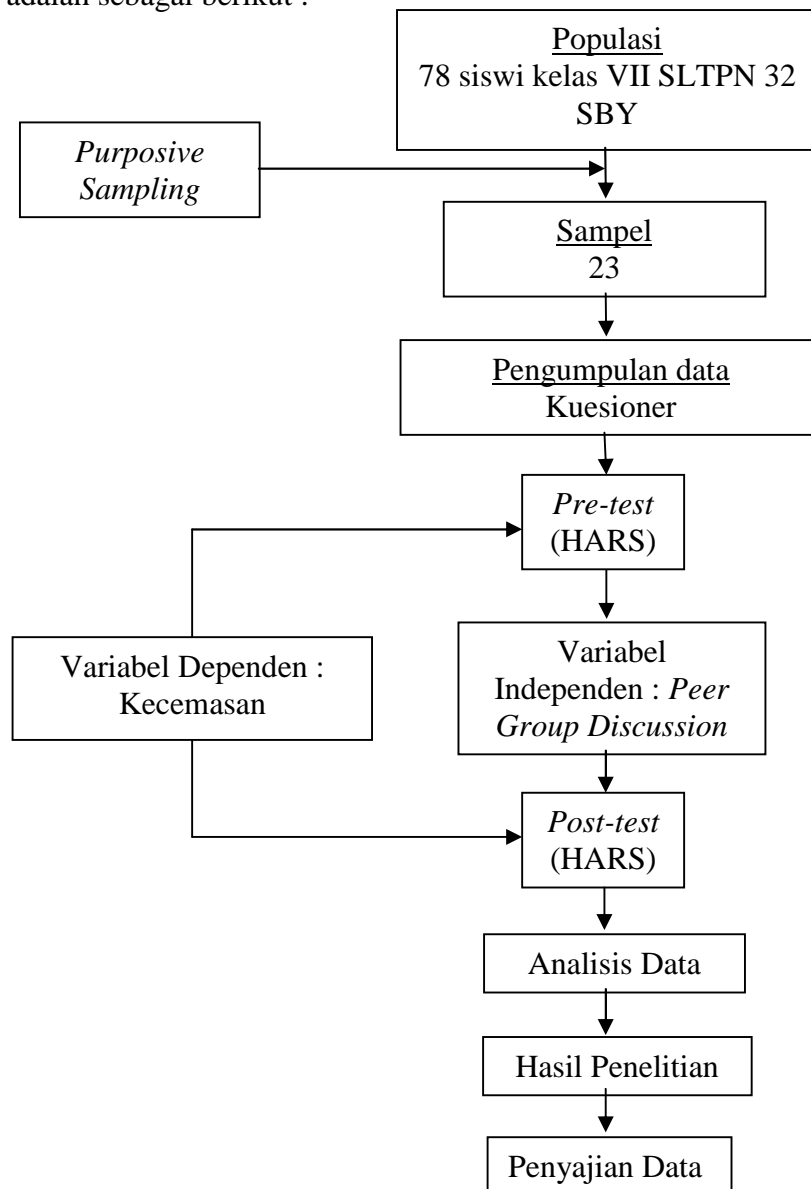 adalah sebagai berikut :
Populasi
78 siswi kelas VII SLTPN 32
SBY
Purposive
Sampling
Sampel
23
Pengumpulan data
Kuesioner
Pre-test
(HARS)
Variabel Dependen :
Kecemasan
Variabel
Independen : Peer
Group Discussion
Post-test
(HARS)
Analisis Data
Hasil Penelitian
Penyajian Data